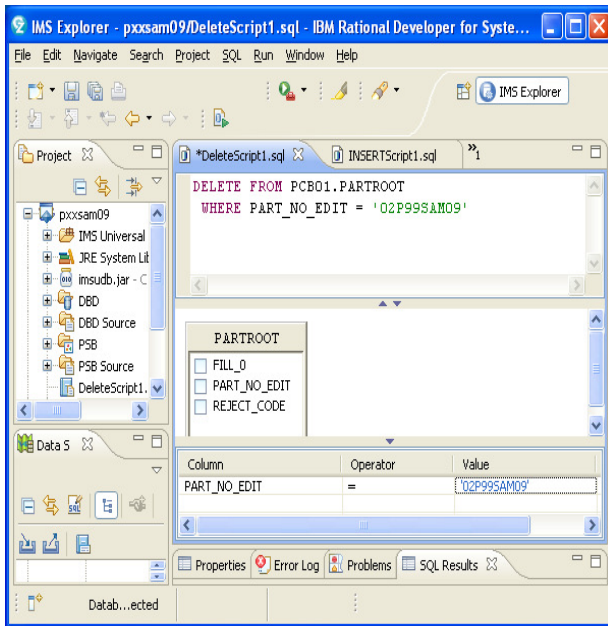 IMS Explorer - pxxsam09/DeleteScript1.sql - IBM Rational Developer for Syste...
File Edit Navigate Search Project SQL Run Window Help
IMS Explorer
Project
*DeleteScript1.sql INSERTScript1.sql »1
DELETE FROM PCB01.PARTROOT
WHERE PART_NO_EDIT = '02P99SAM09'
pxxsam09
IMS Universal
JRE System Lit
imsudb.jar - C
DBD
DBD Source
PSB
PSB Source
DeleteScript1.
PARTROOT
FILL_0
PART_NO_EDIT
REJECT_CODE
Data S
Column Operator Value
PART_NO_EDIT = '02P99SAM09'
Properties Error Log Problems SQL Results
Datab...ected